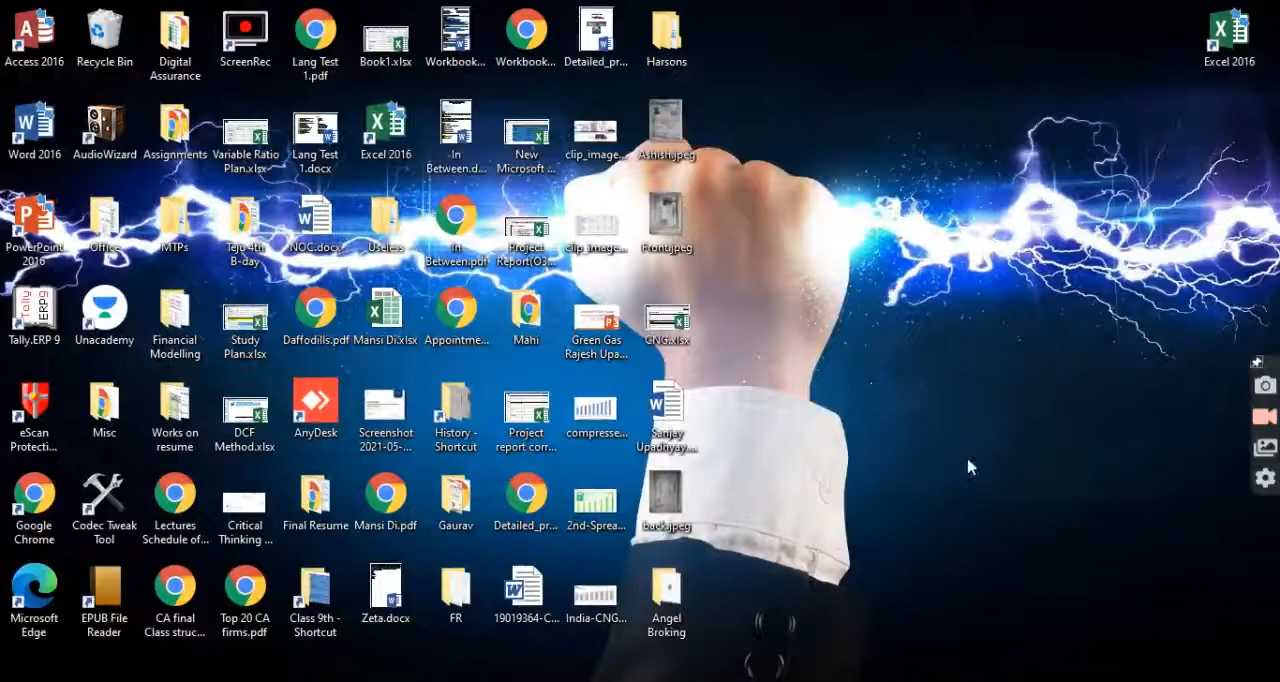 Access 2016
Recycle Bin
Digital
Assurance
ScreenRec
Lang Test
1.pdf
Book1.xlsx
Workbook...
Workbook...
Detailed_pr...
Harsons
Excel 2016
Word 2016
AudioWizard
Assignments
Variable Ratio
Plan.xlsx
Lang Test
1.docx
Excel 2016
In
Between.d...
New
Microsoft ...
clip_image...
Ashish.jpeg
PowerPoint
2016
Office
MTPs
Teju 4th
B-day
NOC.docx
Useless
In
Between.pdf
Project
Report(O3...
clip_image...
Front.jpeg
Tally.ERP 9
Unacademy
Financial
Modelling
Study
Plan.xlsx
Daffodills.pdf
Mansi Di.xlsx
Appointme...
Mahi
Green Gas
Rajesh Upa...
CNG.xlsx
eScan
Protecti...
Misc
Works on
resume
DCF
Method.xlsx
AnyDesk
Screenshot
2021-05-...
History -
Shortcut
Project
report corr...
compresse...
Sanjay
Upadhyay...
Google
Chrome
Codec Tweak
Tool
Lectures
Schedule of...
Critical
Thinking ...
Final Resume
Mansi Di.pdf
Gaurav
Detailed_pr...
2nd-Sprea...
back.jpeg
Microsoft
Edge
EPUB File
Reader
CA final
Class struc...
Top 20 CA
firms.pdf
Class 9th -
Shortcut
Zeta.docx
FR
19019364-C...
India-CNG...
Angel
Broking